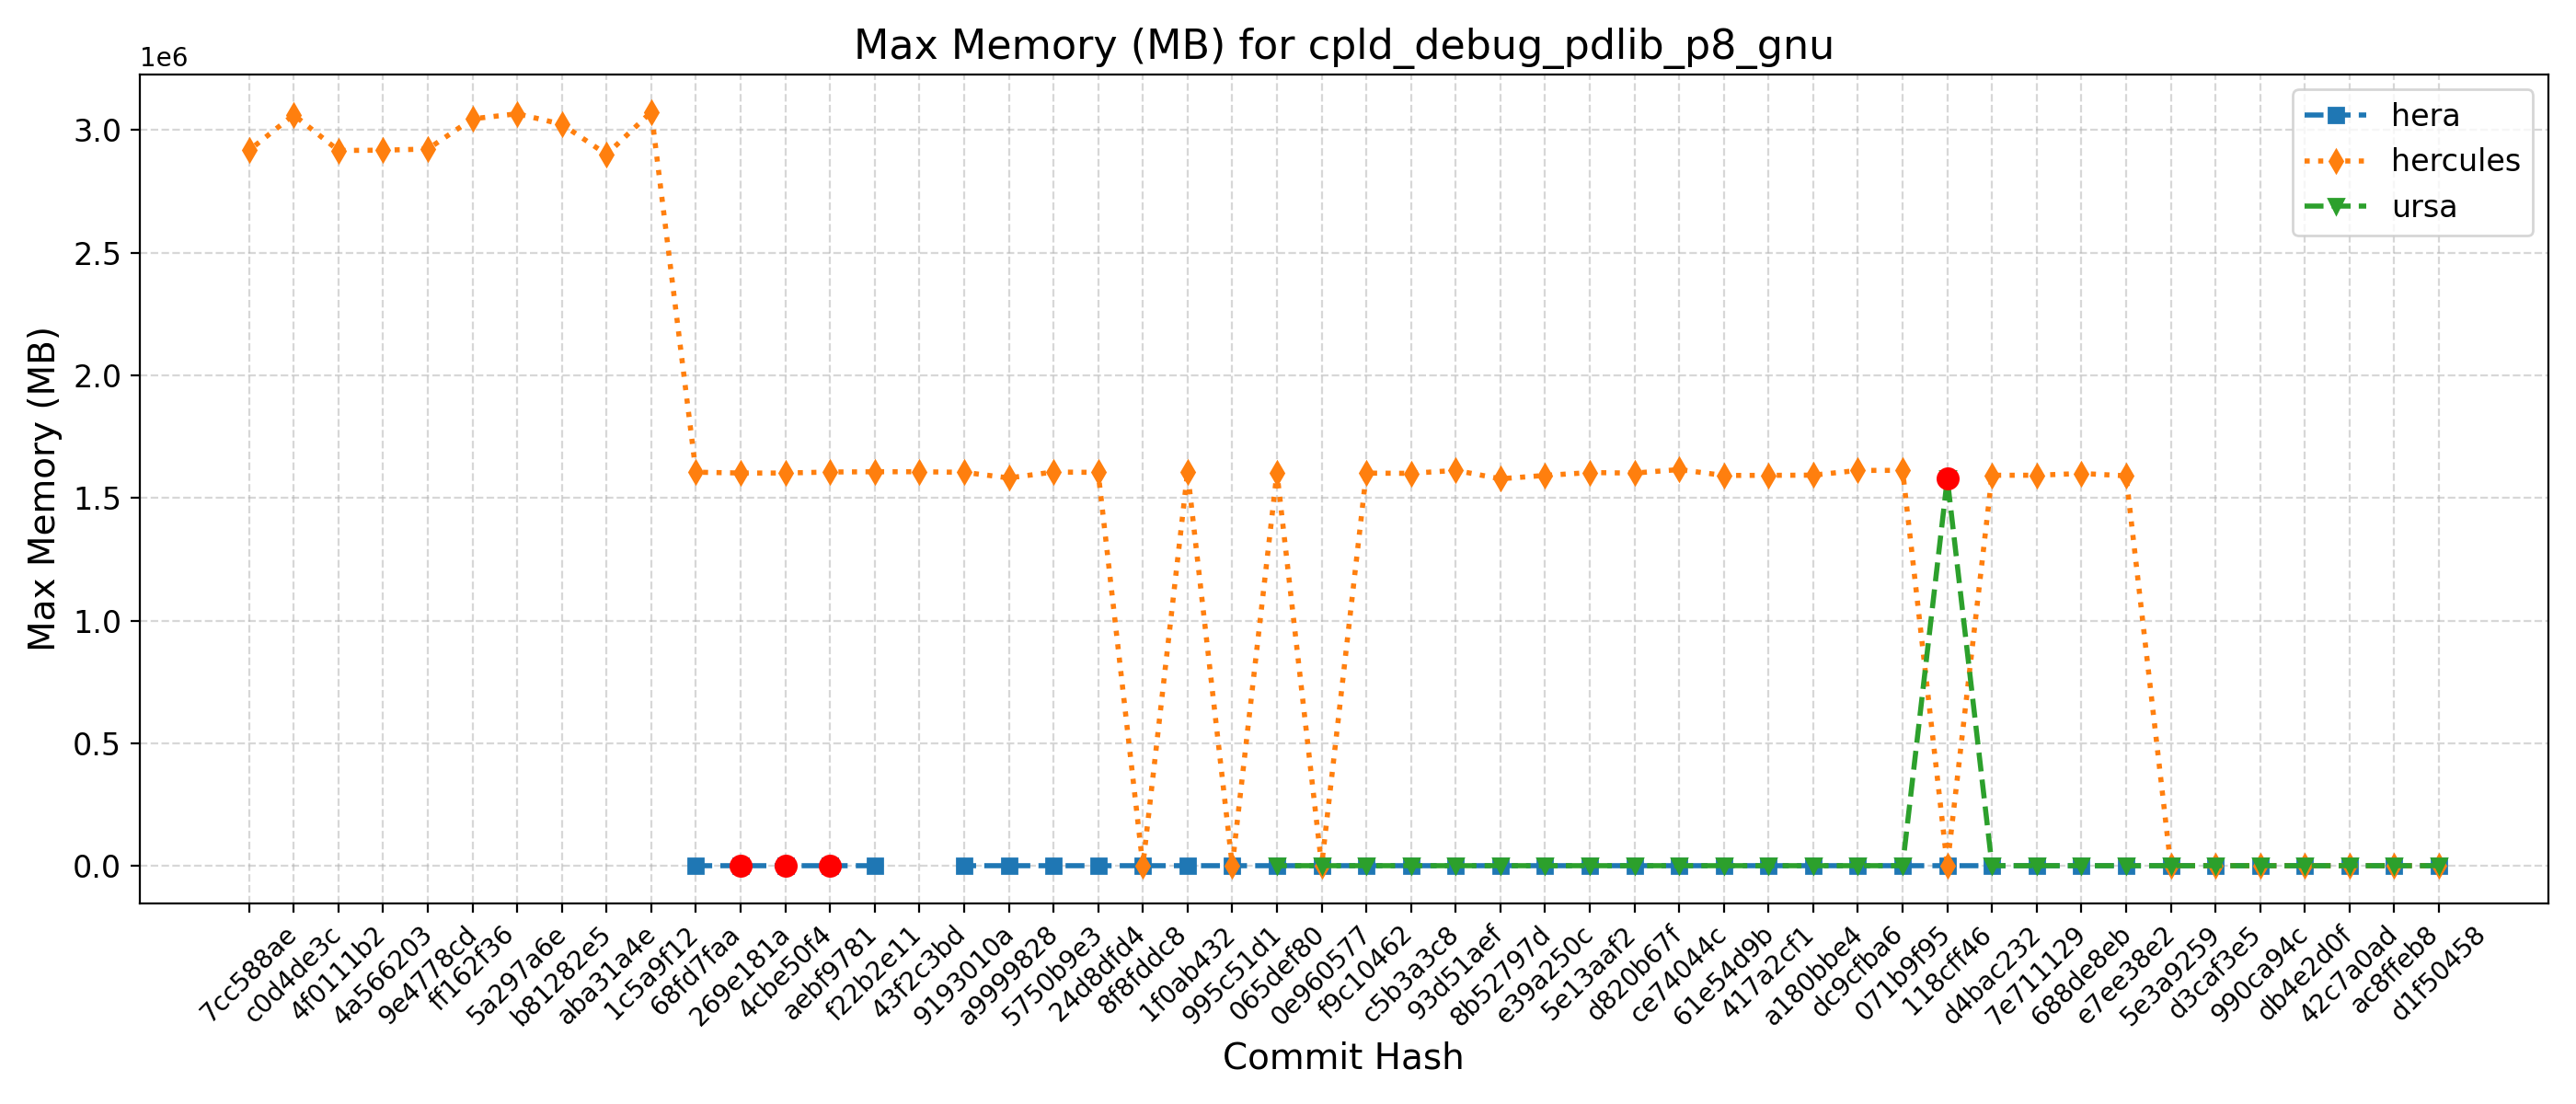 Max Memory (MB) for cpld_debug_pdlib_p8_gnu
1e6
3.0
2.5
2.0
1.5
1.0
0.5
0.0
Max Memory (MB)
hera
hercules
ursa
7cc588ae
c0d4de3c
4f0111b2
4a566203
9e4778cd
ff162f36
5a297a6e
b81282e5
aba31a4e
1c5a9f12
68fd7faa
269e181a
4cbe50f4
aebf9781
f22b2e11
43f2c3bd
9193010a
a9999828
5750b9e3
24d8dfd4
8f8fddc8
1f0ab432
995c51d1
065def80
0e960577
f9c10462
c5b3a3c8
93d51aef
8b52797d
e39a250c
5e13aaf2
d820b67f
ce74044c
61e54d9b
417a2cf1
a180bbe4
dc9cfba6
071b9f95
118cff46
d4bac232
7e711129
688de8eb
e7ee38e2
5e3a9259
d3caf3e5
990ca94c
db4e2d0f
42c7a0ad
ac8ffeb8
d1f50458
Commit Hash